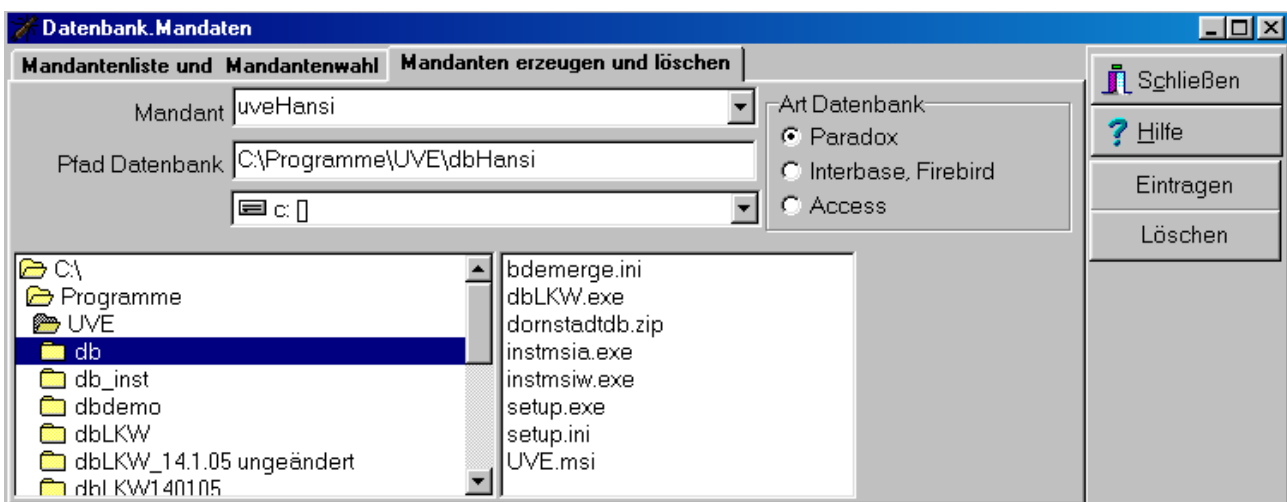 Datenbank.Mandaten
Mandantenliste und Mandantenwahl
Mandanten erzeugen und löschen
Mandant
uveHansi
Pfad Datenbank
C:\Programme\UVE\dbHansi
c: []
Art Datenbank
Paradox
Interbase, Firebird
Access
Schließen
? Hilfe
Eintragen
Löschen
C:\
Programme
UVE
db
db_inst
dbdemo
dbLKW
dbLKW_14.1.05 ungeändert
dbLKW140105
bdemerge.ini
dbLKW.exe
dornstadtdb.zip
instmsia.exe
instmsiw.exe
setup.exe
setup.ini
UVE.msi